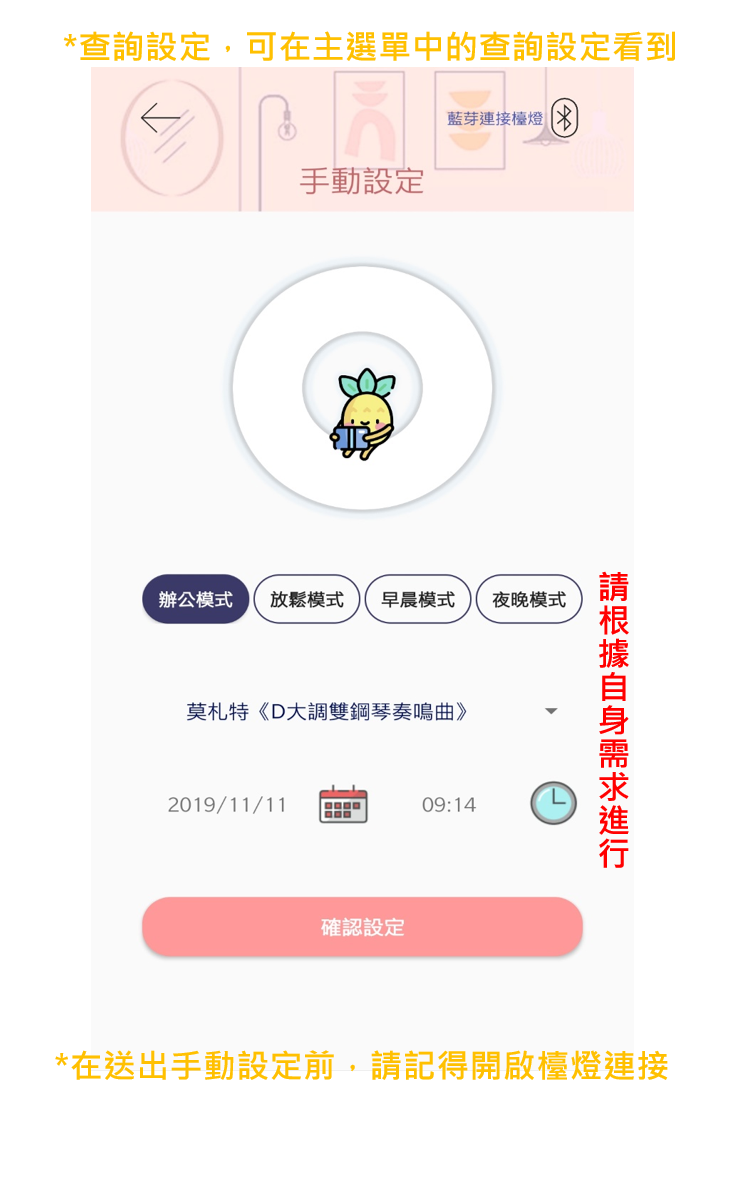 *查詢設定，可在主選單中的查詢設定看到
藍芽連接檯燈
手動設定
辦公模式 放鬆模式 早晨模式 夜晚模式
莫札特《D大調雙鋼琴奏鳴曲》
2019/11/11 09:14
請根據自身需求進行
確認設定
*在送出手動設定前，請記得開啟檯燈連接